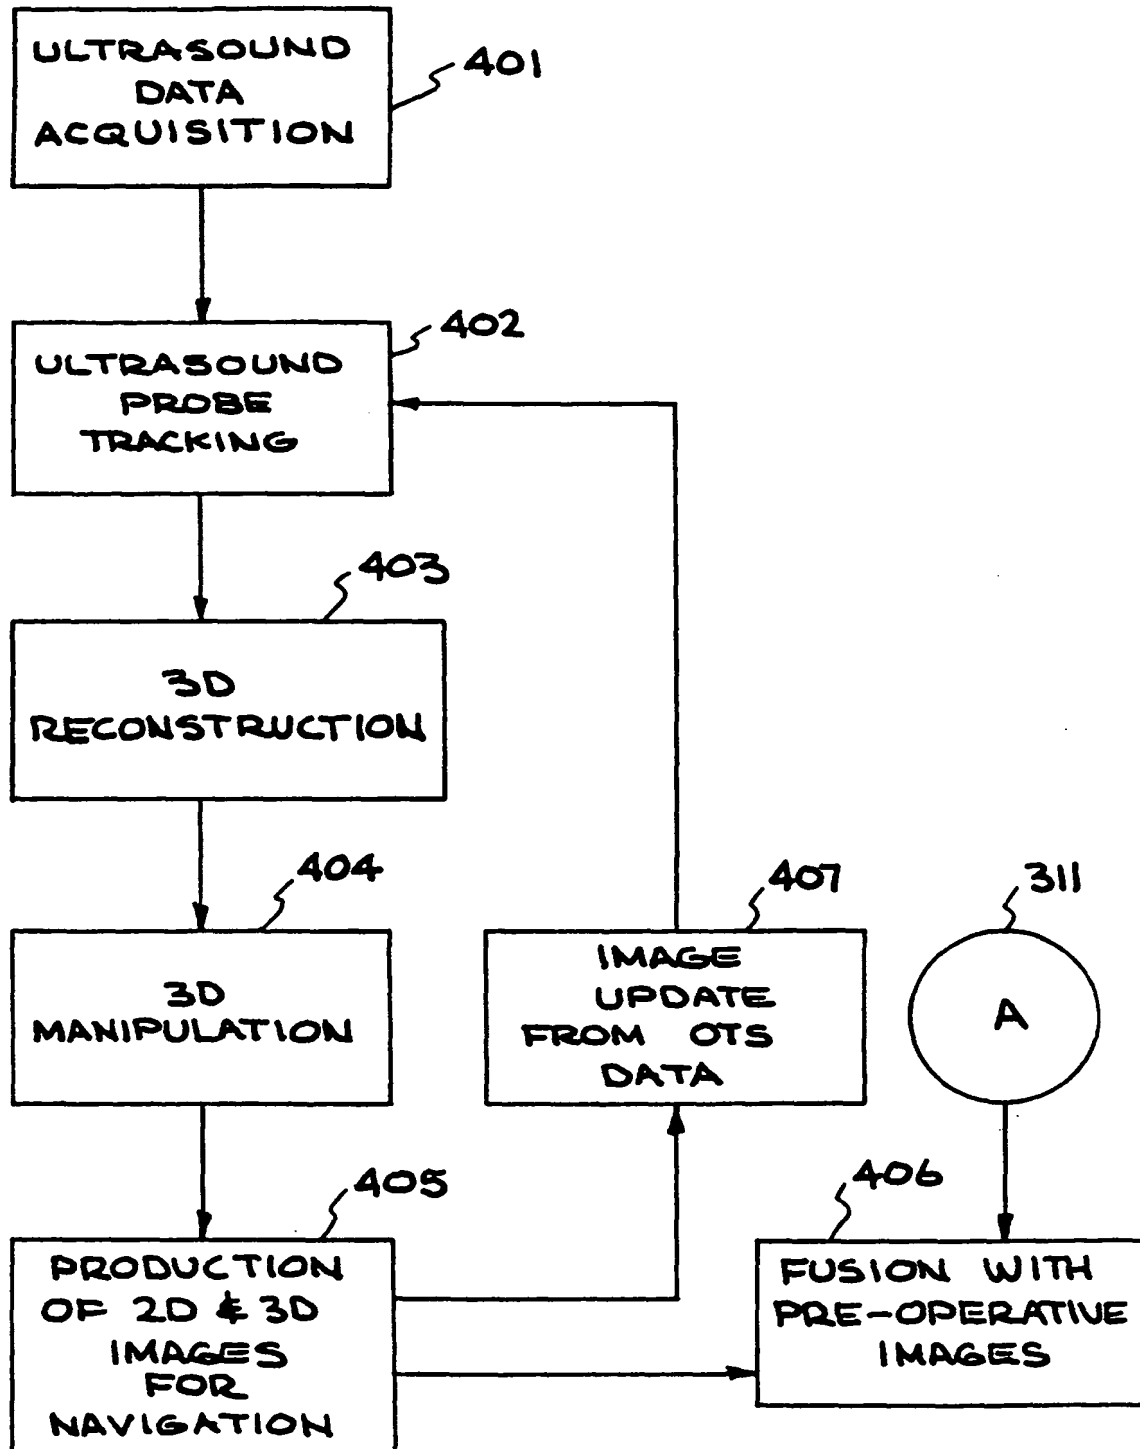 ULTRASOUND
DATA
ACQUISITION
401
ULTRASOUND
PROBE
TRACKING
402
403
3D
RECONSTRUCTION
404
3D
MANIPULATION
407
IMAGE
UPDATE
FROM OTS
DATA
311
A
405
PRODUCTION
OF 2D & 3D
IMAGES
FOR
NAVIGATION
406
FUSION WITH
PRE-OPERATIVE
IMAGES